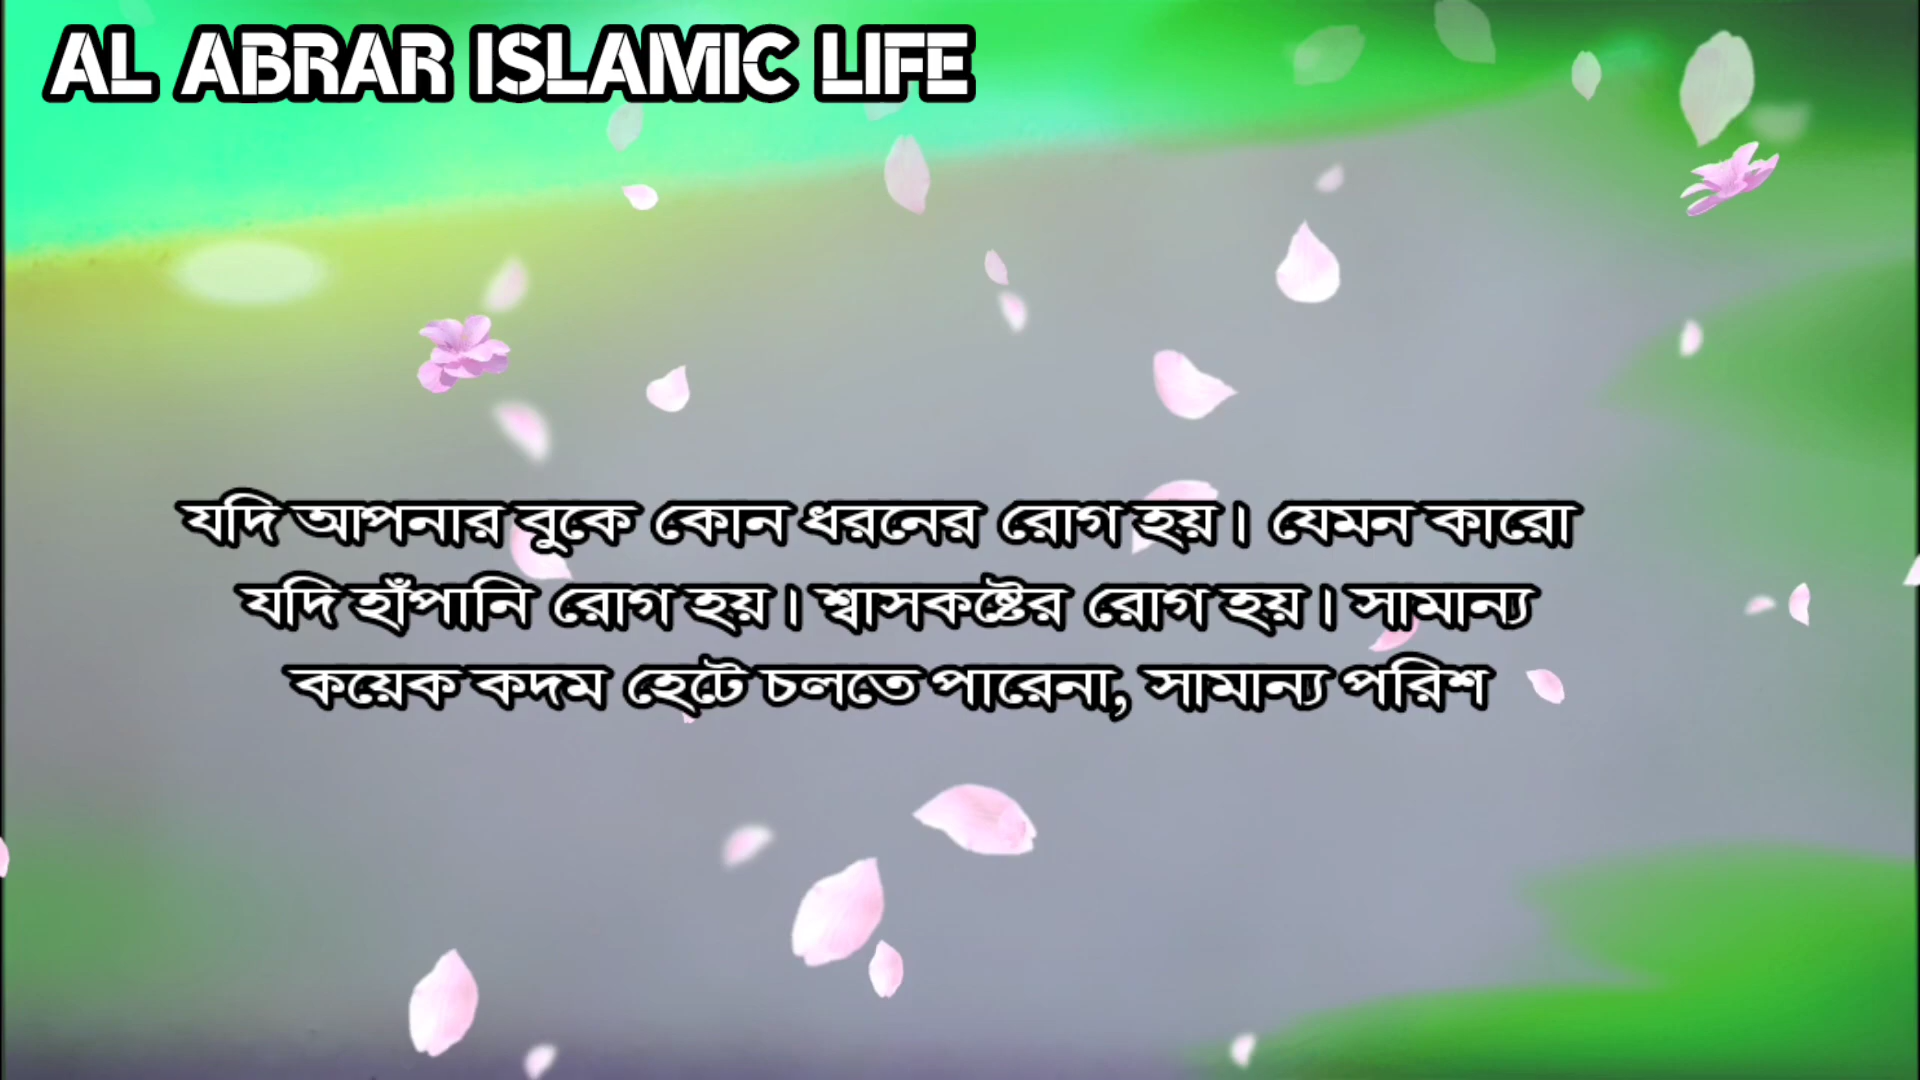 AL ABRAR ISLAMIC LIFE
যদি আপনার বুকে কোন ধরনের রোগ হয়। যেমন কারো
যদি হাঁপানি রোগ হয়। শ্বাসকষ্টের রোগ হয়। সামান্য
কয়েক কদম হেটে চলতে পারেনা, সামান্য পরিশ